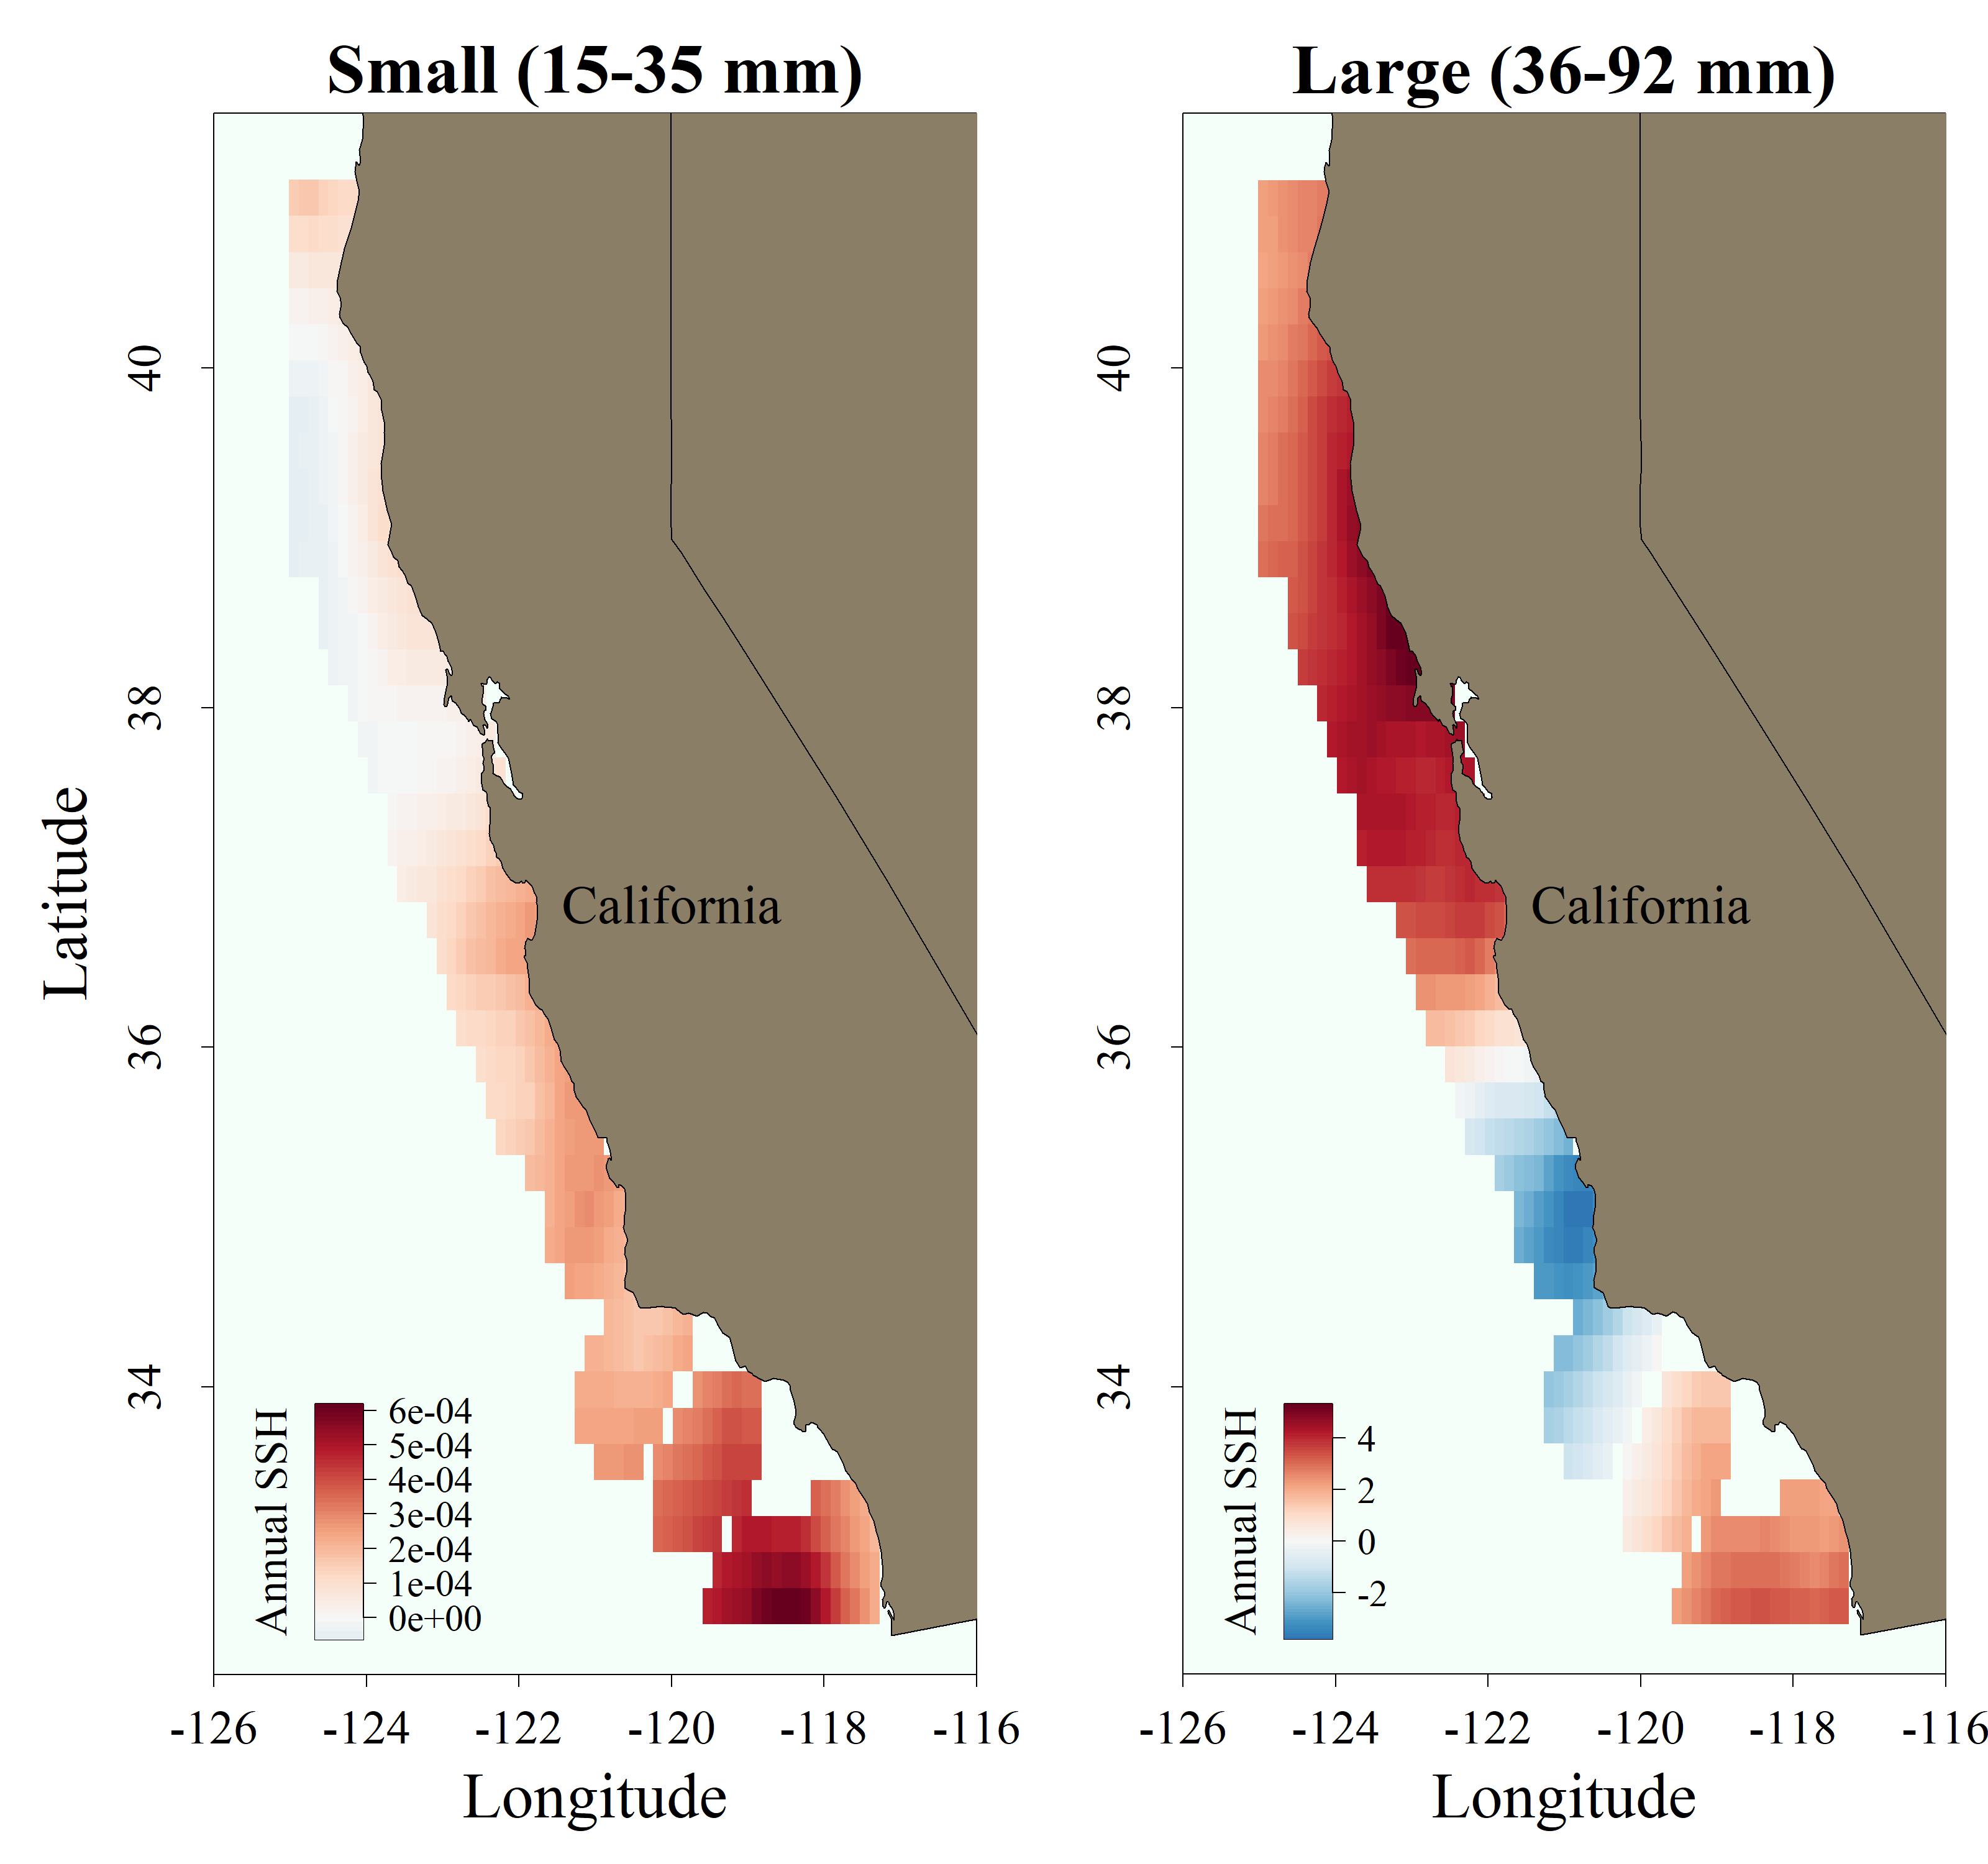 Small (15-35 mm)
Large (36-92 mm)
Latitude
40
38
36
34
California
Annual SSH
6e-04
5e-04
4e-04
3e-04
2e-04
1e-04
0e+00
-126 -124 -122 -120 -118 -116
Longitude
40
38
36
34
California
Annual SSH
4
2
0
-2
-126 -124 -122 -120 -118 -116
Longitude